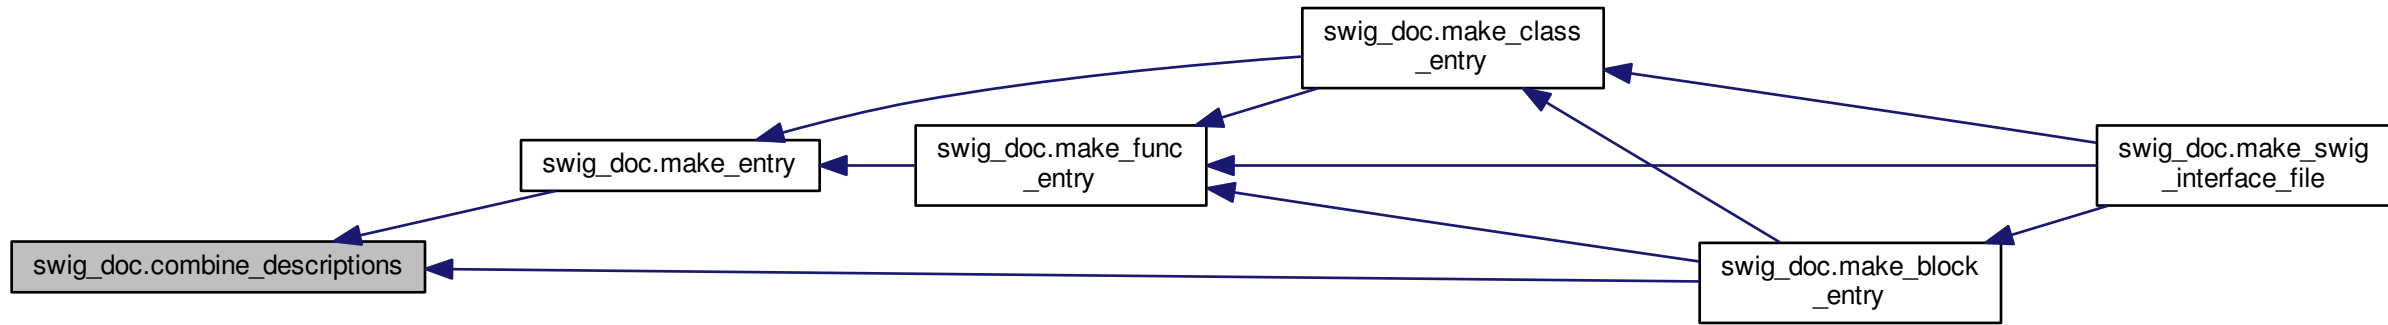 swig_doc.make_class
_entry
swig_doc.make_func
_entry
swig_doc.make_swig
_interface_file
swig_doc.make_entry
swig_doc.combine_descriptions
swig_doc.make_block
_entry